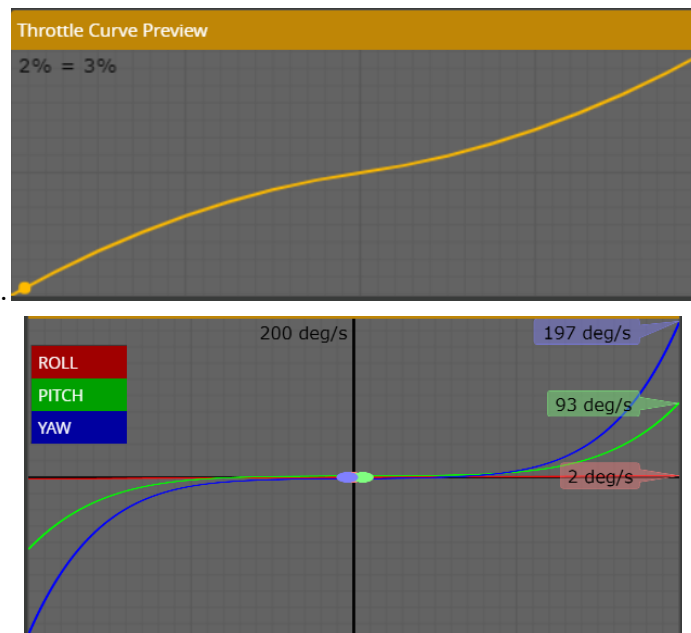 Throttle Curve Preview
2% = 3%
200 deg/s
197 deg/s
ROLL
PITCH
93 deg/s
YAW
2 deg/s